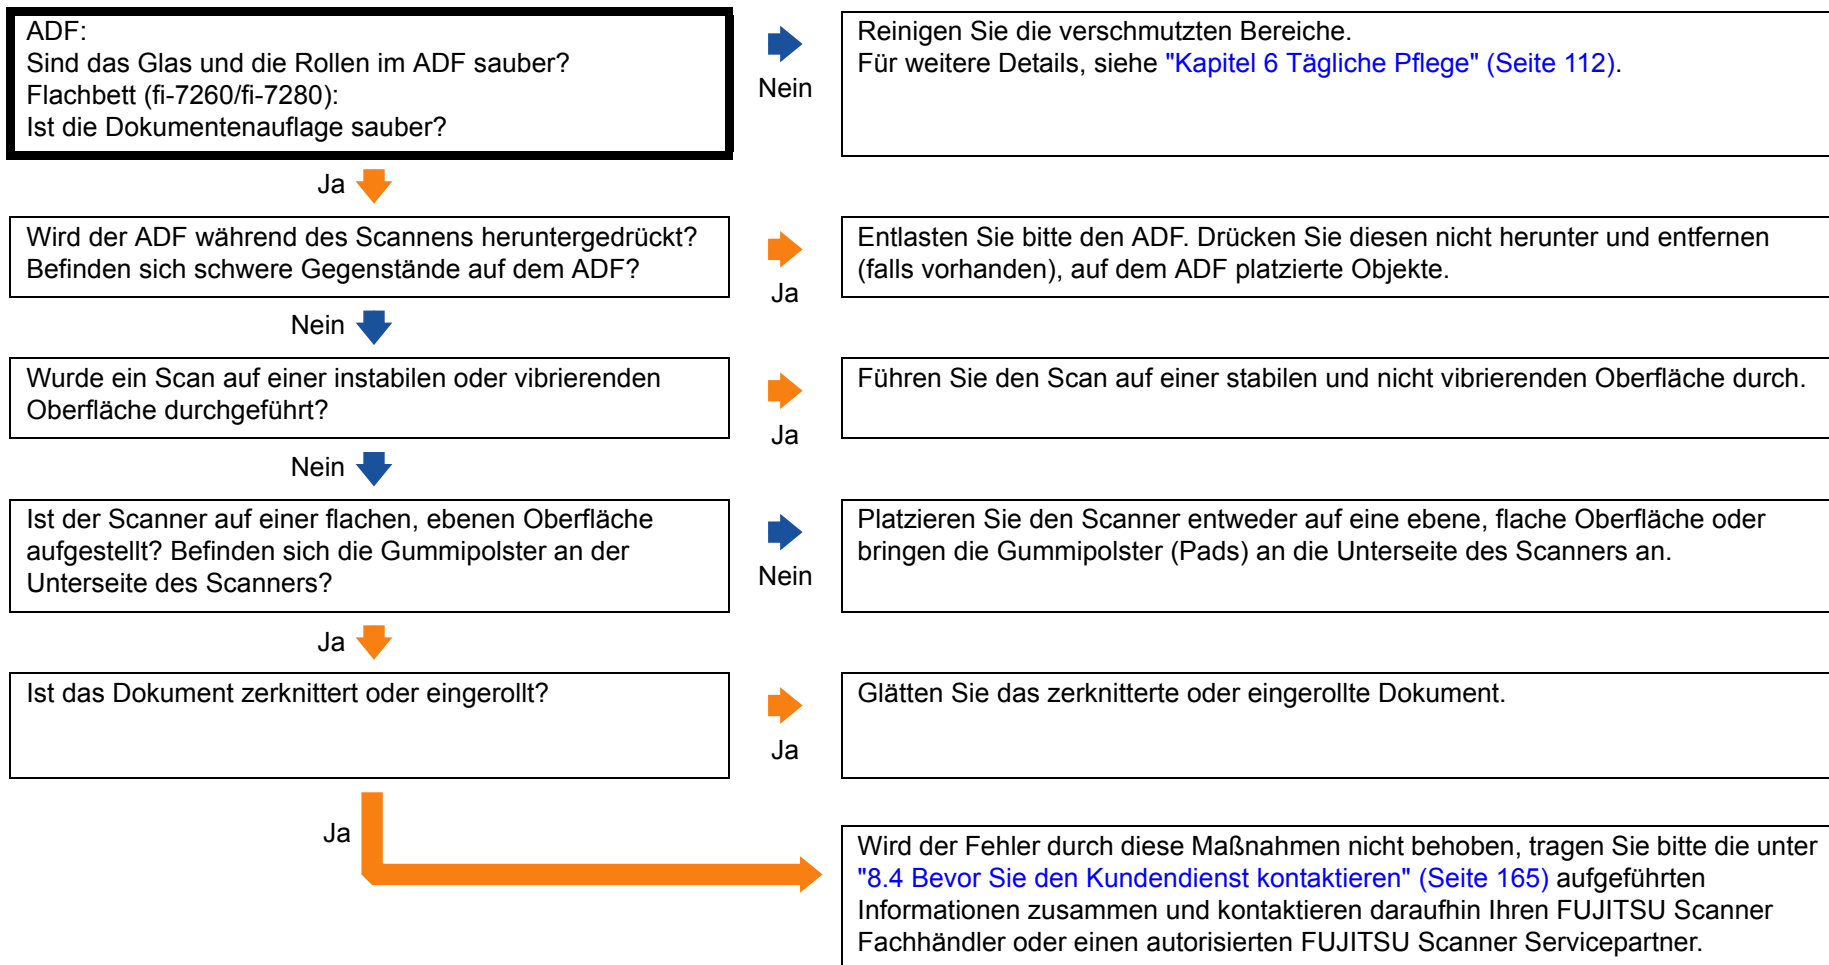 ADF:
Sind das Glas und die Rollen im ADF sauber?
Flachbett (fi-7260/fi-7280):
Ist die Dokumentenauflage sauber?
Nein
Reinigen Sie die verschmutzten Bereiche.
Für weitere Details, siehe "Kapitel 6 Tägliche Pflege" (Seite 112).
Ja
Wird der ADF während des Scannens heruntergedrückt?
Befinden sich schwere Gegenstände auf dem ADF?
Ja
Entlasten Sie bitte den ADF. Drücken Sie diesen nicht herunter und entfernen
(falls vorhanden), auf dem ADF platzierte Objekte.
Nein
Wurde ein Scan auf einer instabilen oder vibrierenden
Oberfläche durchgeführt?
Ja
Führen Sie den Scan auf einer stabilen und nicht vibrierenden Oberfläche durch.
Nein
Ist der Scanner auf einer flachen, ebenen Oberfläche
aufgestellt? Befinden sich die Gummipolster an der
Unterseite des Scanners?
Nein
Platzieren Sie den Scanner entweder auf eine ebene, flache Oberfläche oder
bringen die Gummipolster (Pads) an die Unterseite des Scanners an.
Ja
Ist das Dokument zerknittert oder eingerollt?
Ja
Glätten Sie das zerknitterte oder eingerollte Dokument.
Ja
Wird der Fehler durch diese Maßnahmen nicht behoben, tragen Sie bitte die unter
"8.4 Bevor Sie den Kundendienst kontaktieren" (Seite 165) aufgeführten
Informationen zusammen und kontaktieren daraufhin Ihren FUJITSU Scanner
Fachhändler oder einen autorisierten FUJITSU Scanner Servicepartner.